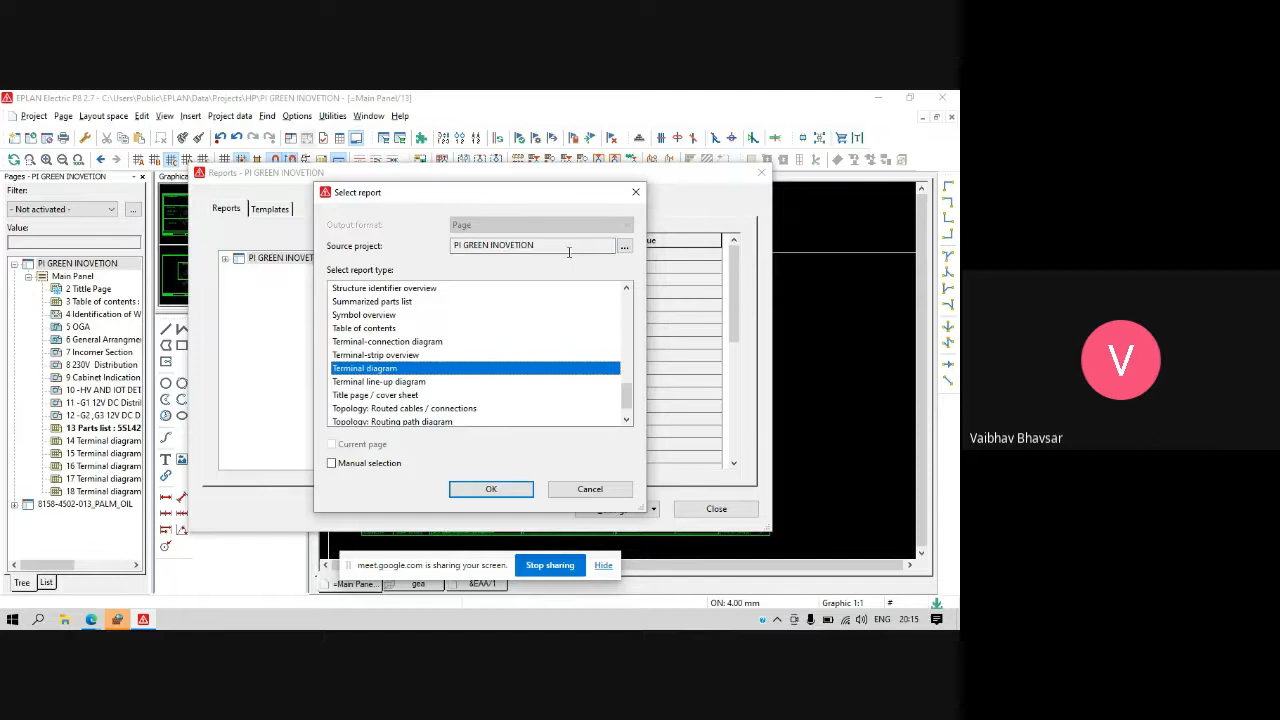 EPLAN Electric P8 2.7 - C:\Users\Public\EPLAN\Data\Projects\HP\PI GREEN INOVETION - [=Main Panel/13]
Project Page Layout space Edit View Insert Project data Find Options Utilities Window Help
Pages - PI GREEN INOVETION
Graphical
Filter:
- Not activated -
...
Value:
PI GREEN INOVETION
Main Panel
2 Tittle Page
3 Table of contents :
4 Identification of W
5 OGA
6 General Arrangme
7 Incomer Section
8 230V Distribution
9 Cabinet Indication
10 -HV AND IOT DET
11 -G1 12V DC Distri
12 -G2 ,G3 12V DC D
13 Parts list : 5SL42
14 Terminal diagram
15 Terminal diagram
16 Terminal diagram
17 Terminal diagram
18 Terminal diagram
8158-4502-013_PALM_OIL
Tree List
Reports - PI GREEN INOVETION
Reports Templates
PI GREEN INOVET
ue
Close
Select report
Output format: Page
Source project: PI GREEN INOVETION ...
Select report type:
Structure identifier overview
Summarized parts list
Symbol overview
Table of contents
Terminal-connection diagram
Terminal-strip overview
Terminal diagram
Terminal line-up diagram
Title page / cover sheet
Topology: Routed cables / connections
Topology: Routing path diagram
Current page
Manual selection
OK Cancel
meet.google.com is sharing your screen. Stop sharing Hide
=Main Pane... gea &EAA/1
ON: 4.00 mm Graphic 1:1 #
ENG 20:15
V
Vaibhav Bhavsar